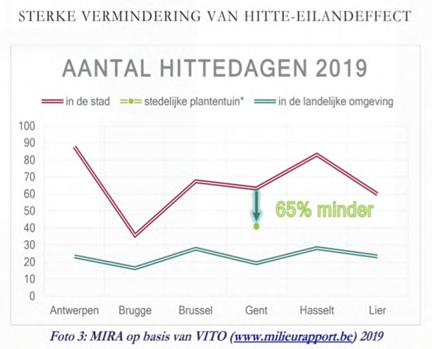 STERKE VERMINDERING VAN HITTE-EILANDEFFECT
AANTAL HITTEDAGEN 2019
in de stad stedelijke plantentuin* in de landelijke omgeving
100
90
80
70
60
50
40
30
20
10
0
65% minder
Antwerpen Brugge Brussel Gent Hasselt Lier
Foto 3: MIRA op basis van VITO (www.milieurapport.be) 2019